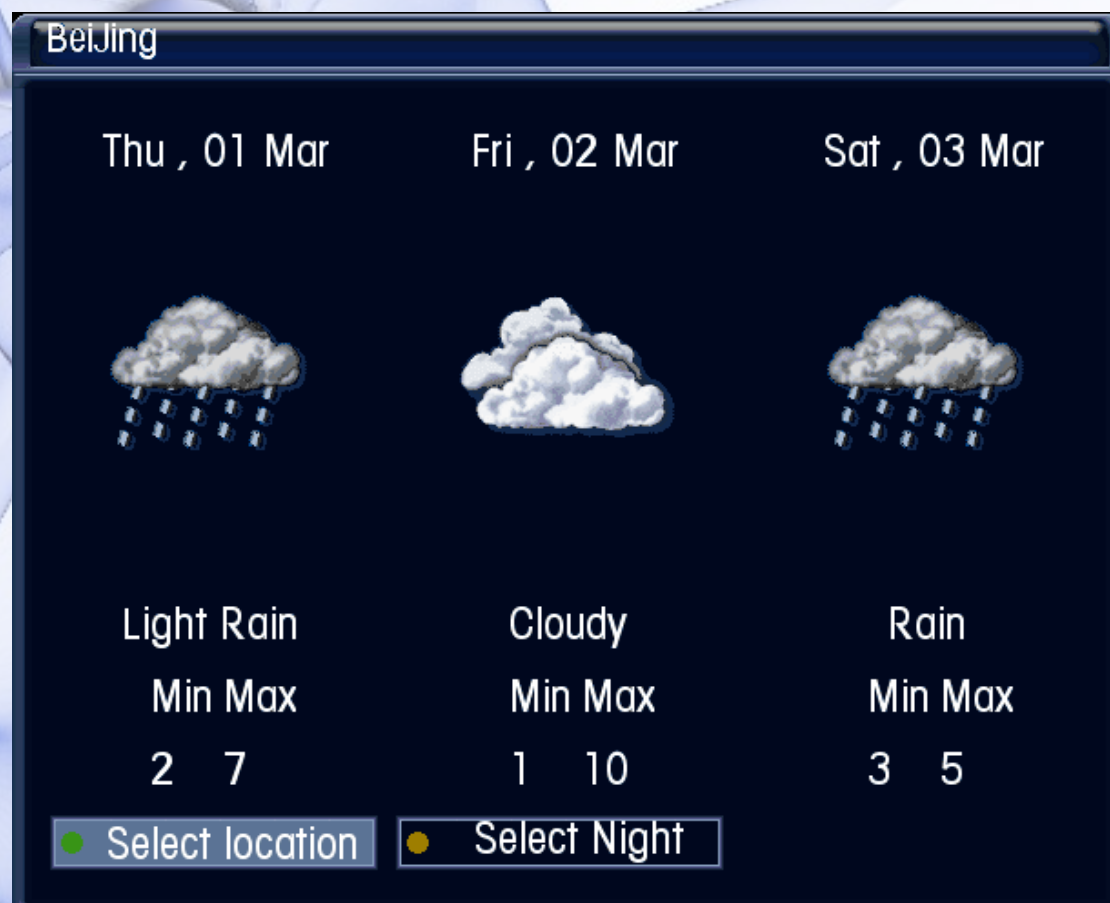 BeiJing
Thu , 01 Mar
Fri , 02 Mar
Sat , 03 Mar
Light Rain
Cloudy
Rain
Min Max
Min Max
Min Max
2 7
1 10
3 5
Select location
Select Night